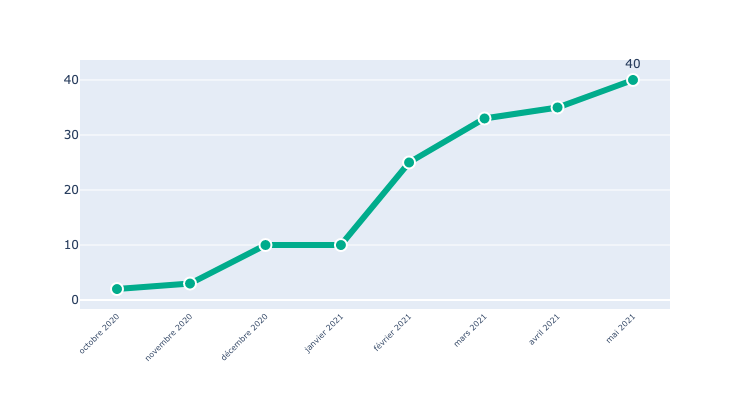 40
40
30
20
10
0
octobre 2020
novembre 2020
décembre 2020
janvier 2021
février 2021
mars 2021
avril 2021
mai 2021